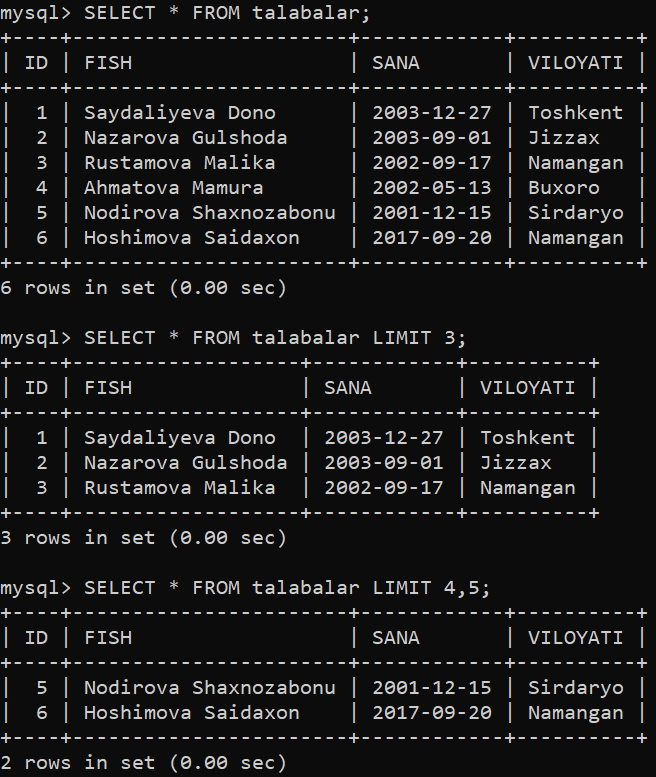 mysql> SELECT * FROM talabalar;
+----+-----------------------+------------+----------+
| ID | FISH                  | SANA       | VILOYATI |
+----+-----------------------+------------+----------+
|  1 | Saydaliyeva Dono      | 2003-12-27 | Toshkent |
|  2 | Nazarova Gulshoda     | 2003-09-01 | Jizzax   |
|  3 | Rustamova Malika      | 2002-09-17 | Namangan |
|  4 | Ahmatova Mamura       | 2002-05-13 | Buxoro   |
|  5 | Nodirova Shaxnozabonu | 2001-12-15 | Sirdaryo |
|  6 | Hoshimova Saidaxon    | 2017-09-20 | Namangan |
+----+-----------------------+------------+----------+
6 rows in set (0.00 sec)

mysql> SELECT * FROM talabalar LIMIT 3;
+----+-------------------+------------+----------+
| ID | FISH              | SANA       | VILOYATI |
+----+-------------------+------------+----------+
|  1 | Saydaliyeva Dono  | 2003-12-27 | Toshkent |
|  2 | Nazarova Gulshoda | 2003-09-01 | Jizzax   |
|  3 | Rustamova Malika  | 2002-09-17 | Namangan |
+----+-------------------+------------+----------+
3 rows in set (0.00 sec)

mysql> SELECT * FROM talabalar LIMIT 4,5;
+----+-----------------------+------------+----------+
| ID | FISH                  | SANA       | VILOYATI |
+----+-----------------------+------------+----------+
|  5 | Nodirova Shaxnozabonu | 2001-12-15 | Sirdaryo |
|  6 | Hoshimova Saidaxon    | 2017-09-20 | Namangan |
+----+-----------------------+------------+----------+
2 rows in set (0.00 sec)